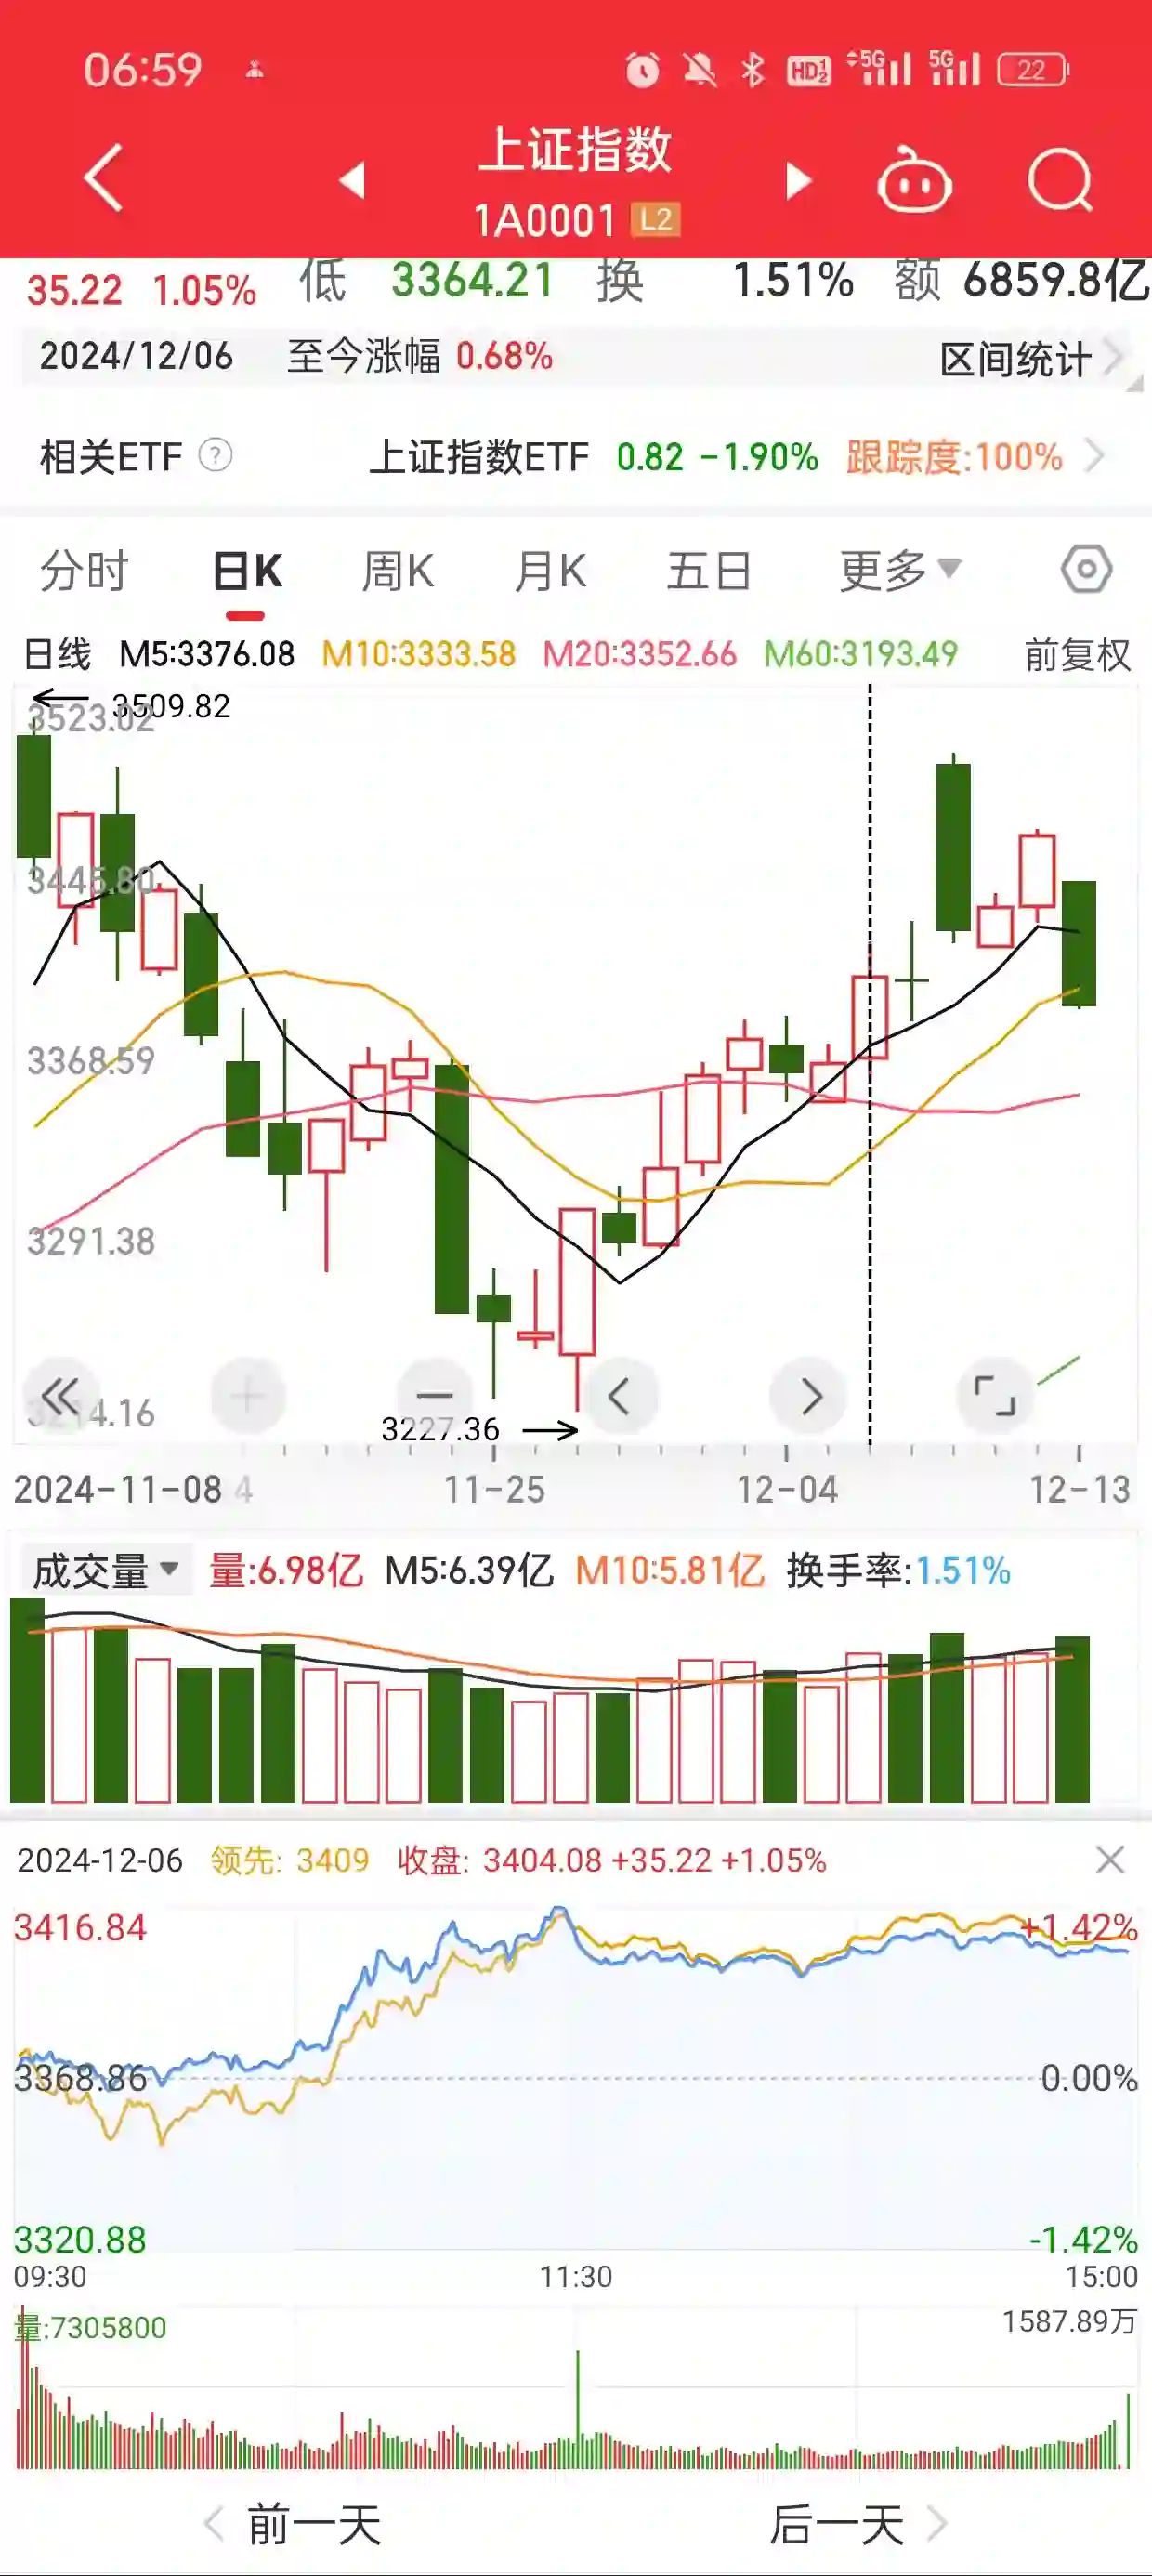 06:59 HD 1 2 5G 5G 22
上证指数
1A0001 L2
35.22 1.05% 低 3364.21 换 1.51% 额 6859.8亿
2024/12/06 至今涨幅 0.68% 区间统计
相关ETF ? 上证指数ETF 0.82 -1.90% 跟踪度:100%
分时 日K 周K 月K 五日 更多
日线 M5:3376.08 M10:3333.58 M20:3352.66 M60:3193.49 前复权
3509.82
3523.02
3445.80
3368.59
3291.38
3214.16
3227.36
2024-11-08 4 11-25 12-04 12-13
成交量 量:6.98亿 M5:6.39亿 M10:5.81亿 换手率:1.51%
2024-12-06 领先: 3409 收盘: 3404.08 +35.22 +1.05%
3416.84 +1.42%
3368.86 0.00%
3320.88 -1.42%
09:30 11:30 15:00
量:7305800 1587.89万
前一天 后一天